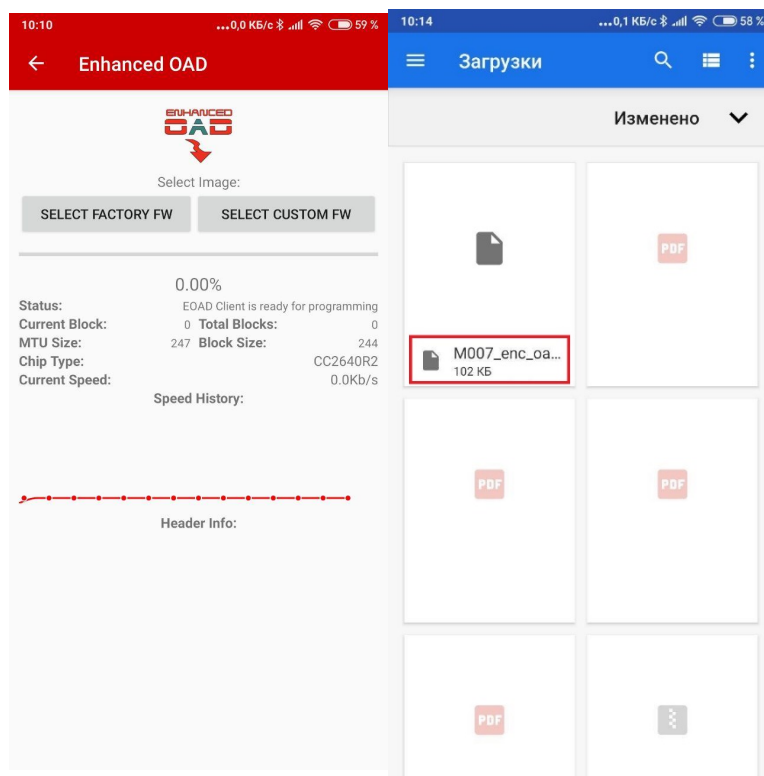 10:10 ...0,0 КБ/с 59 %
Enhanced OAD
ENHANCED
OAD
Select Image:
SELECT FACTORY FW SELECT CUSTOM FW
0.00%
Status: EOAD Client is ready for programming
Current Block: 0 Total Blocks: 0
MTU Size: 247 Block Size: 244
Chip Type: CC2640R2
Current Speed: 0.0Kb/s
Speed History:
Header Info:
10:14 ...0,1 КБ/с 58 %
Загрузки
Изменено
PDF
M007_enc_oa...
102 КБ
PDF
PDF
PDF